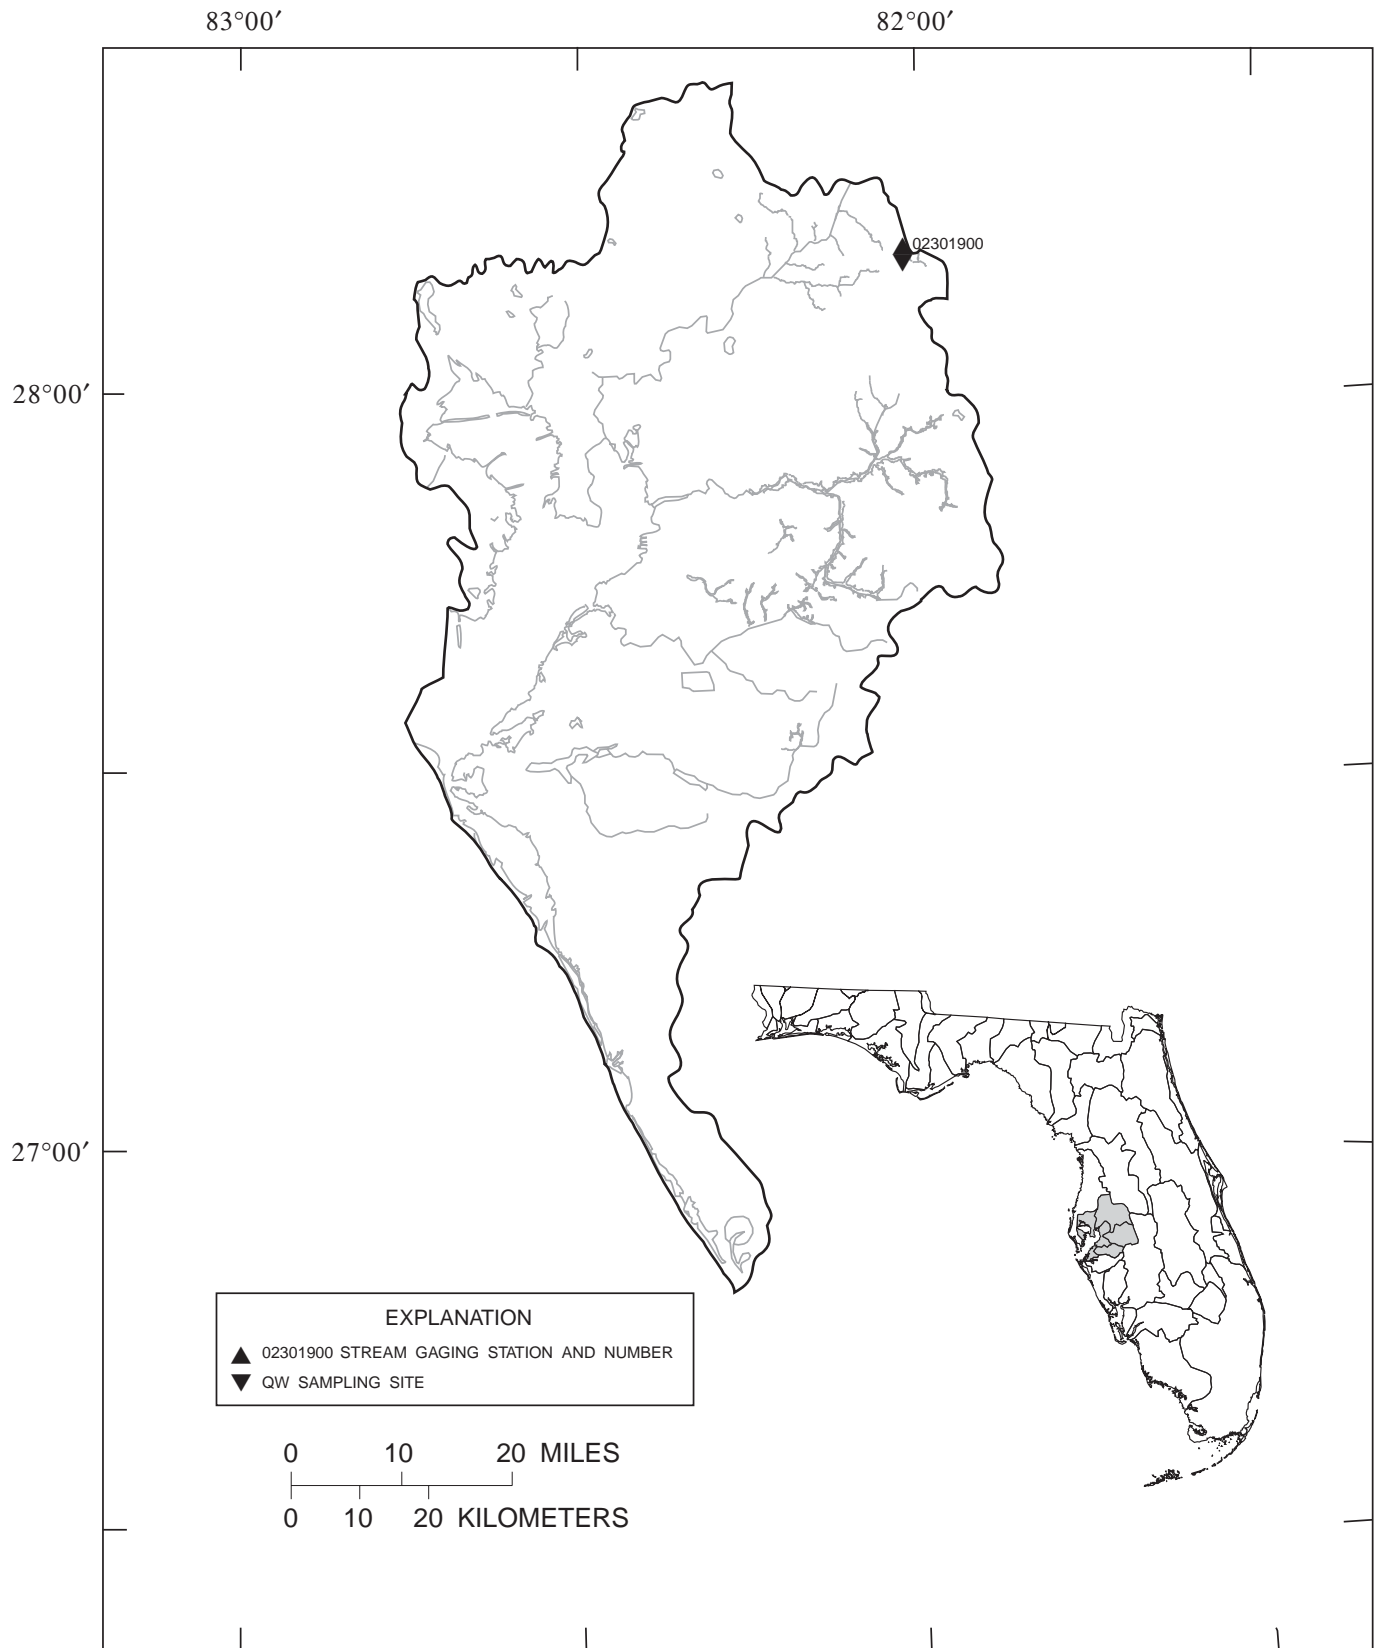 83°00′
82°00′
02301900
28°00′
27°00′
EXPLANATION
02301900 STREAM GAGING STATION AND NUMBER
QW SAMPLING SITE
0 10 20 MILES
0 10 20 KILOMETERS